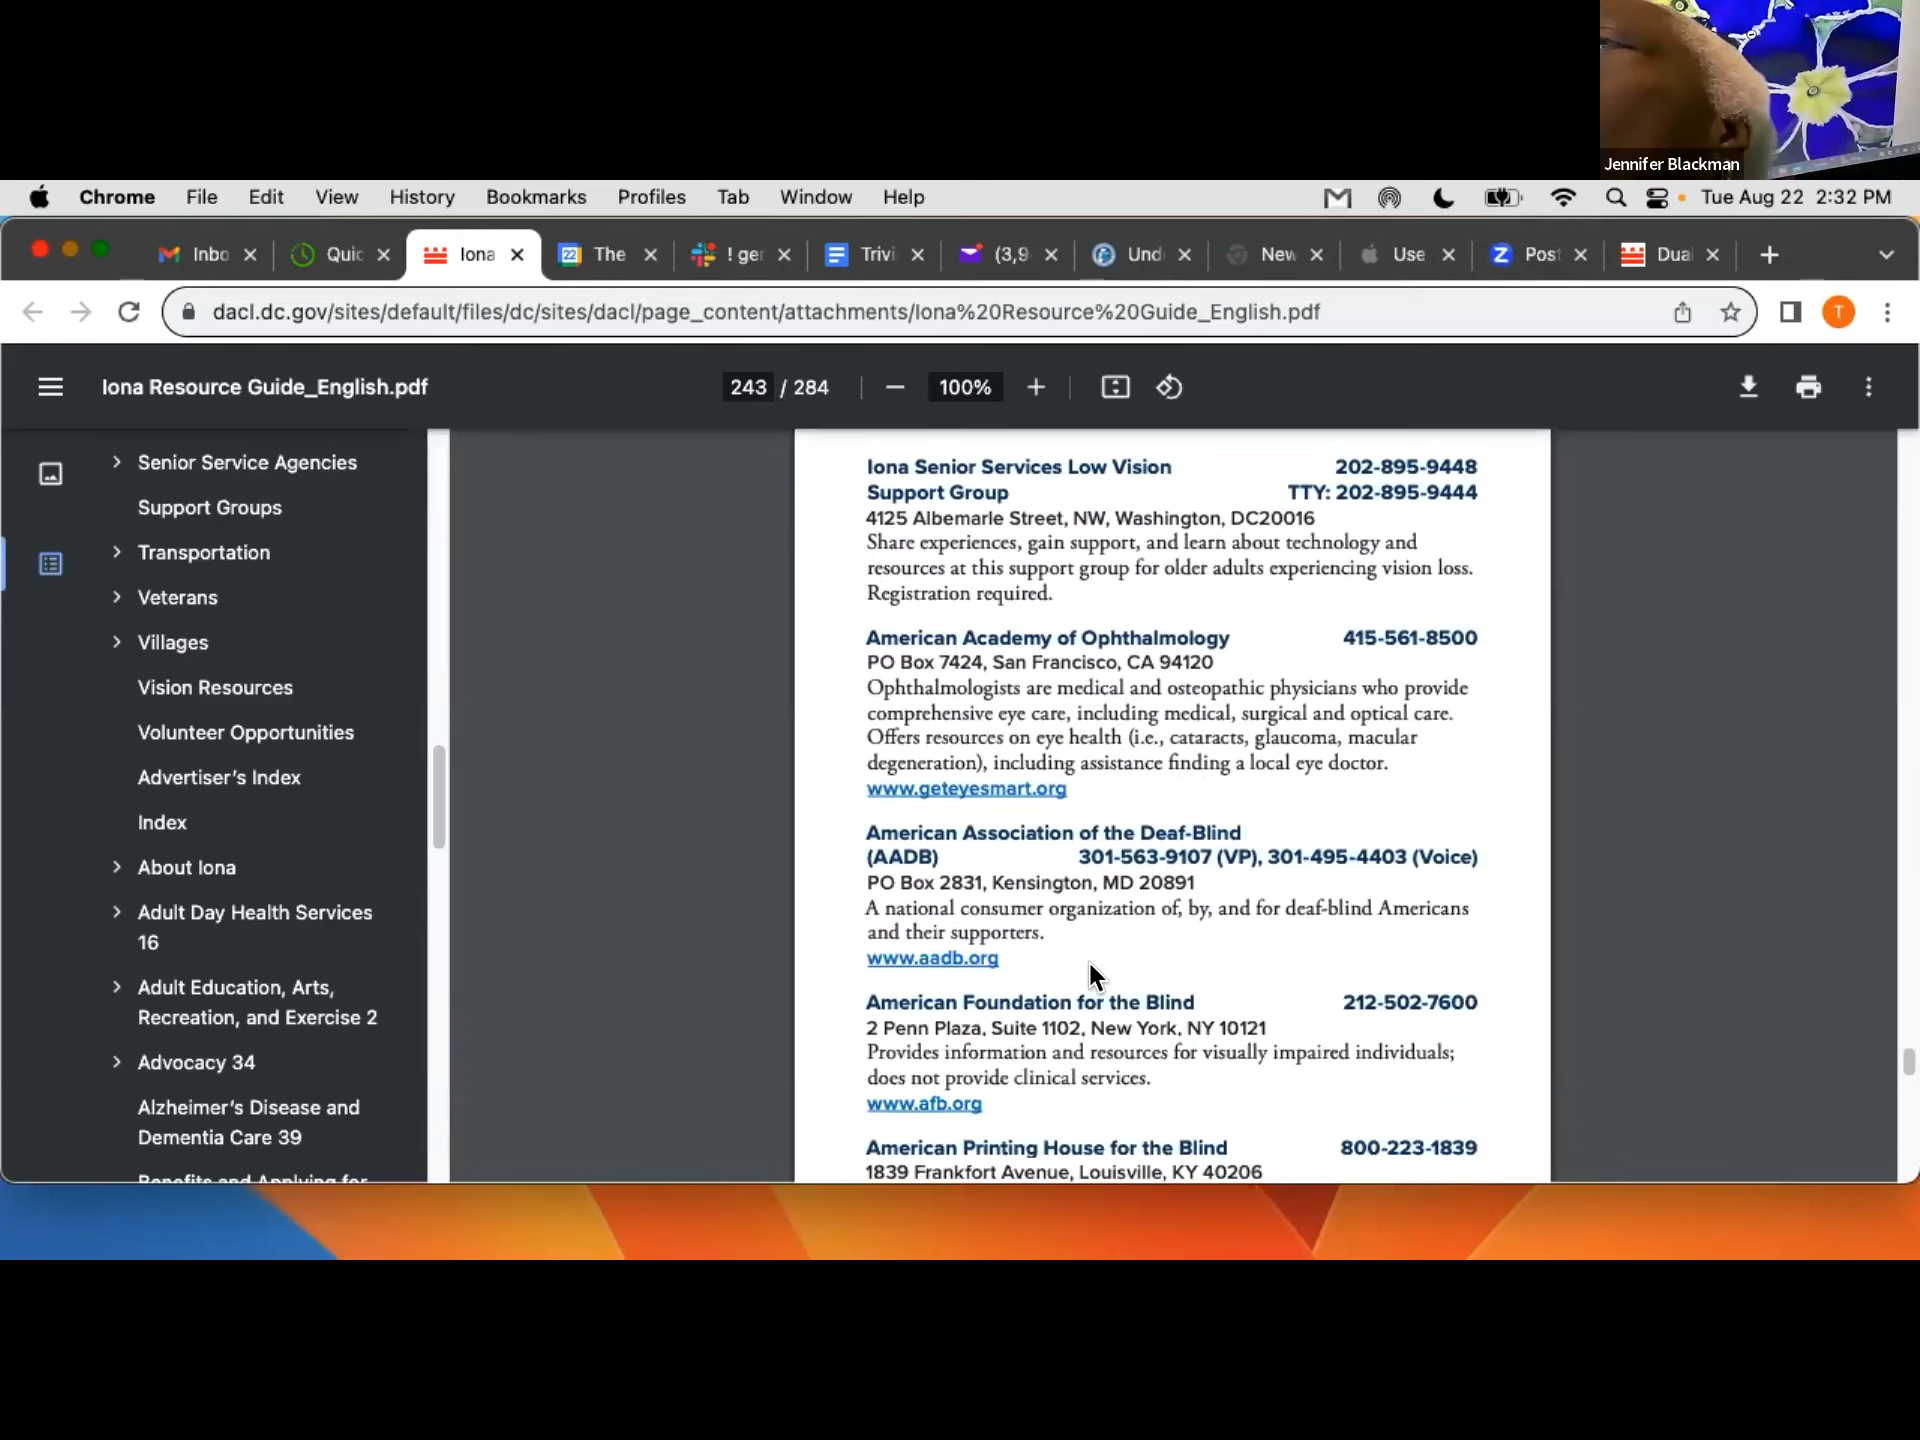 Jennifer Blackman
Chrome File Edit View History Bookmarks Profiles Tab Window Help Tue Aug 22 2:32 PM
Inbo Quic Iona 22 The ! ger Trivi (3,9 Und New Use Z Post Dua
dacl.dc.gov/sites/default/files/dc/sites/dacl/page_content/attachments/Iona%20Resource%20Guide_English.pdf T
Iona Resource Guide_English.pdf 243 / 284 100%
Senior Service Agencies
Support Groups
Transportation
Veterans
Villages
Vision Resources
Volunteer Opportunities
Advertiser's Index
Index
About Iona
Adult Day Health Services
16
Adult Education, Arts,
Recreation, and Exercise 2
Advocacy 34
Alzheimer's Disease and
Dementia Care 39
Benefits and Applying for
Iona Senior Services Low Vision 202-895-9448
Support Group TTY: 202-895-9444
4125 Albemarle Street, NW, Washington, DC20016
Share experiences, gain support, and learn about technology and
resources at this support group for older adults experiencing vision loss.
Registration required.
American Academy of Ophthalmology 415-561-8500
PO Box 7424, San Francisco, CA 94120
Ophthalmologists are medical and osteopathic physicians who provide
comprehensive eye care, including medical, surgical and optical care.
Offers resources on eye health (i.e., cataracts, glaucoma, macular
degeneration), including assistance finding a local eye doctor.
www.geteyesmart.org
American Association of the Deaf-Blind
(AADB) 301-563-9107 (VP), 301-495-4403 (Voice)
PO Box 2831, Kensington, MD 20891
A national consumer organization of, by, and for deaf-blind Americans
and their supporters.
www.aadb.org
American Foundation for the Blind 212-502-7600
2 Penn Plaza, Suite 1102, New York, NY 10121
Provides information and resources for visually impaired individuals;
does not provide clinical services.
www.afb.org
American Printing House for the Blind 800-223-1839
1839 Frankfort Avenue, Louisville, KY 40206